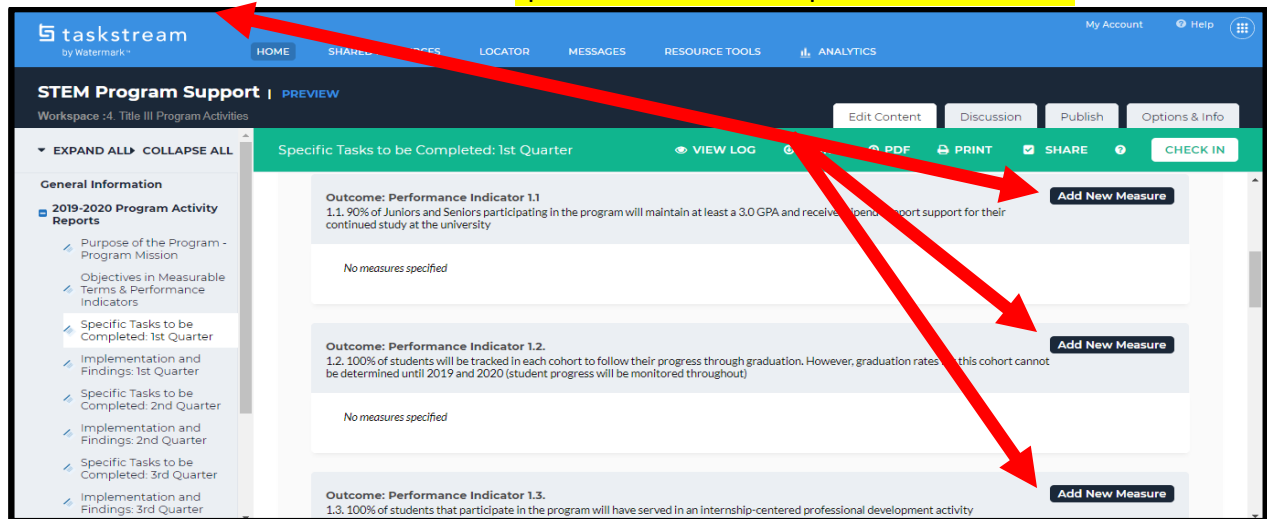 taskstream
by Watermark™
My Account
Help
HOME
LOCATOR
MESSAGES
RESOURCE TOOLS
ANALYTICS
STEM Program Support | PREVIEW
Workspace :4. Title III Program Activities
Edit Content
Discussion
Publish
Options & Info
EXPAND ALL COLLAPSE ALL
Specific Tasks to be Completed: 1st Quarter
VIEW LOG
PDF
PRINT
SHARE
CHECK IN
General Information
2019-2020 Program Activity
Reports
Purpose of the Program -
Program Mission
Objectives in Measurable
Terms & Performance
Indicators
Specific Tasks to be
Completed: 1st Quarter
Implementation and
Findings: 1st Quarter
Specific Tasks to be
Completed: 2nd Quarter
Implementation and
Findings: 2nd Quarter
Specific Tasks to be
Completed: 3rd Quarter
Implementation and
Findings: 3rd Quarter
Outcome: Performance Indicator 1.1
Add New Measure
1.1. 90% of Juniors and Seniors participating in the program will maintain at least a 3.0 GPA and receive support for their
continued study at the university
No measures specified
Outcome: Performance Indicator 1.2.
Add New Measure
1.2. 100% of students will be tracked in each cohort to follow their progress through graduation. However, graduation rates this cohort cannot
be determined until 2019 and 2020 (student progress will be monitored throughout)
No measures specified
Outcome: Performance Indicator 1.3.
Add New Measure
1.3. 100% of students that participate in the program will have served in an internship-centered professional development activity